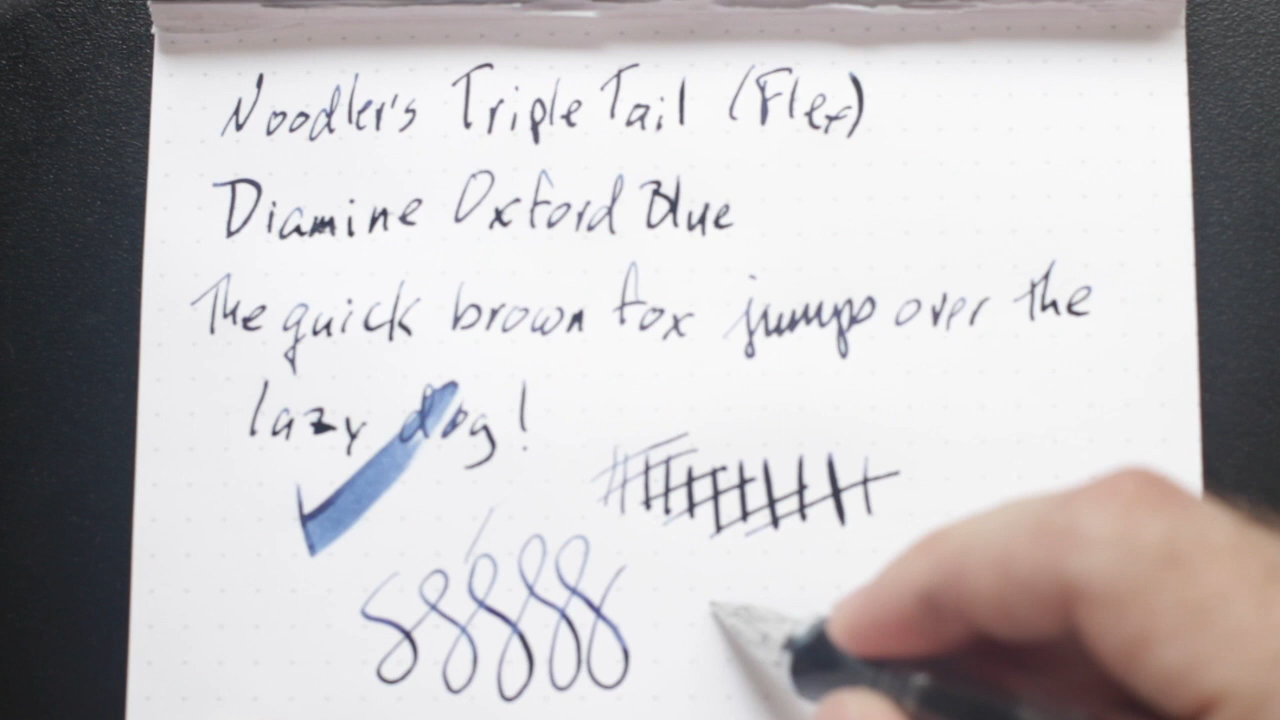 Noodler's Triple Tail (Flex)
Diamine Oxford Blue
The quick brown fox jumps over the
lazy dog!